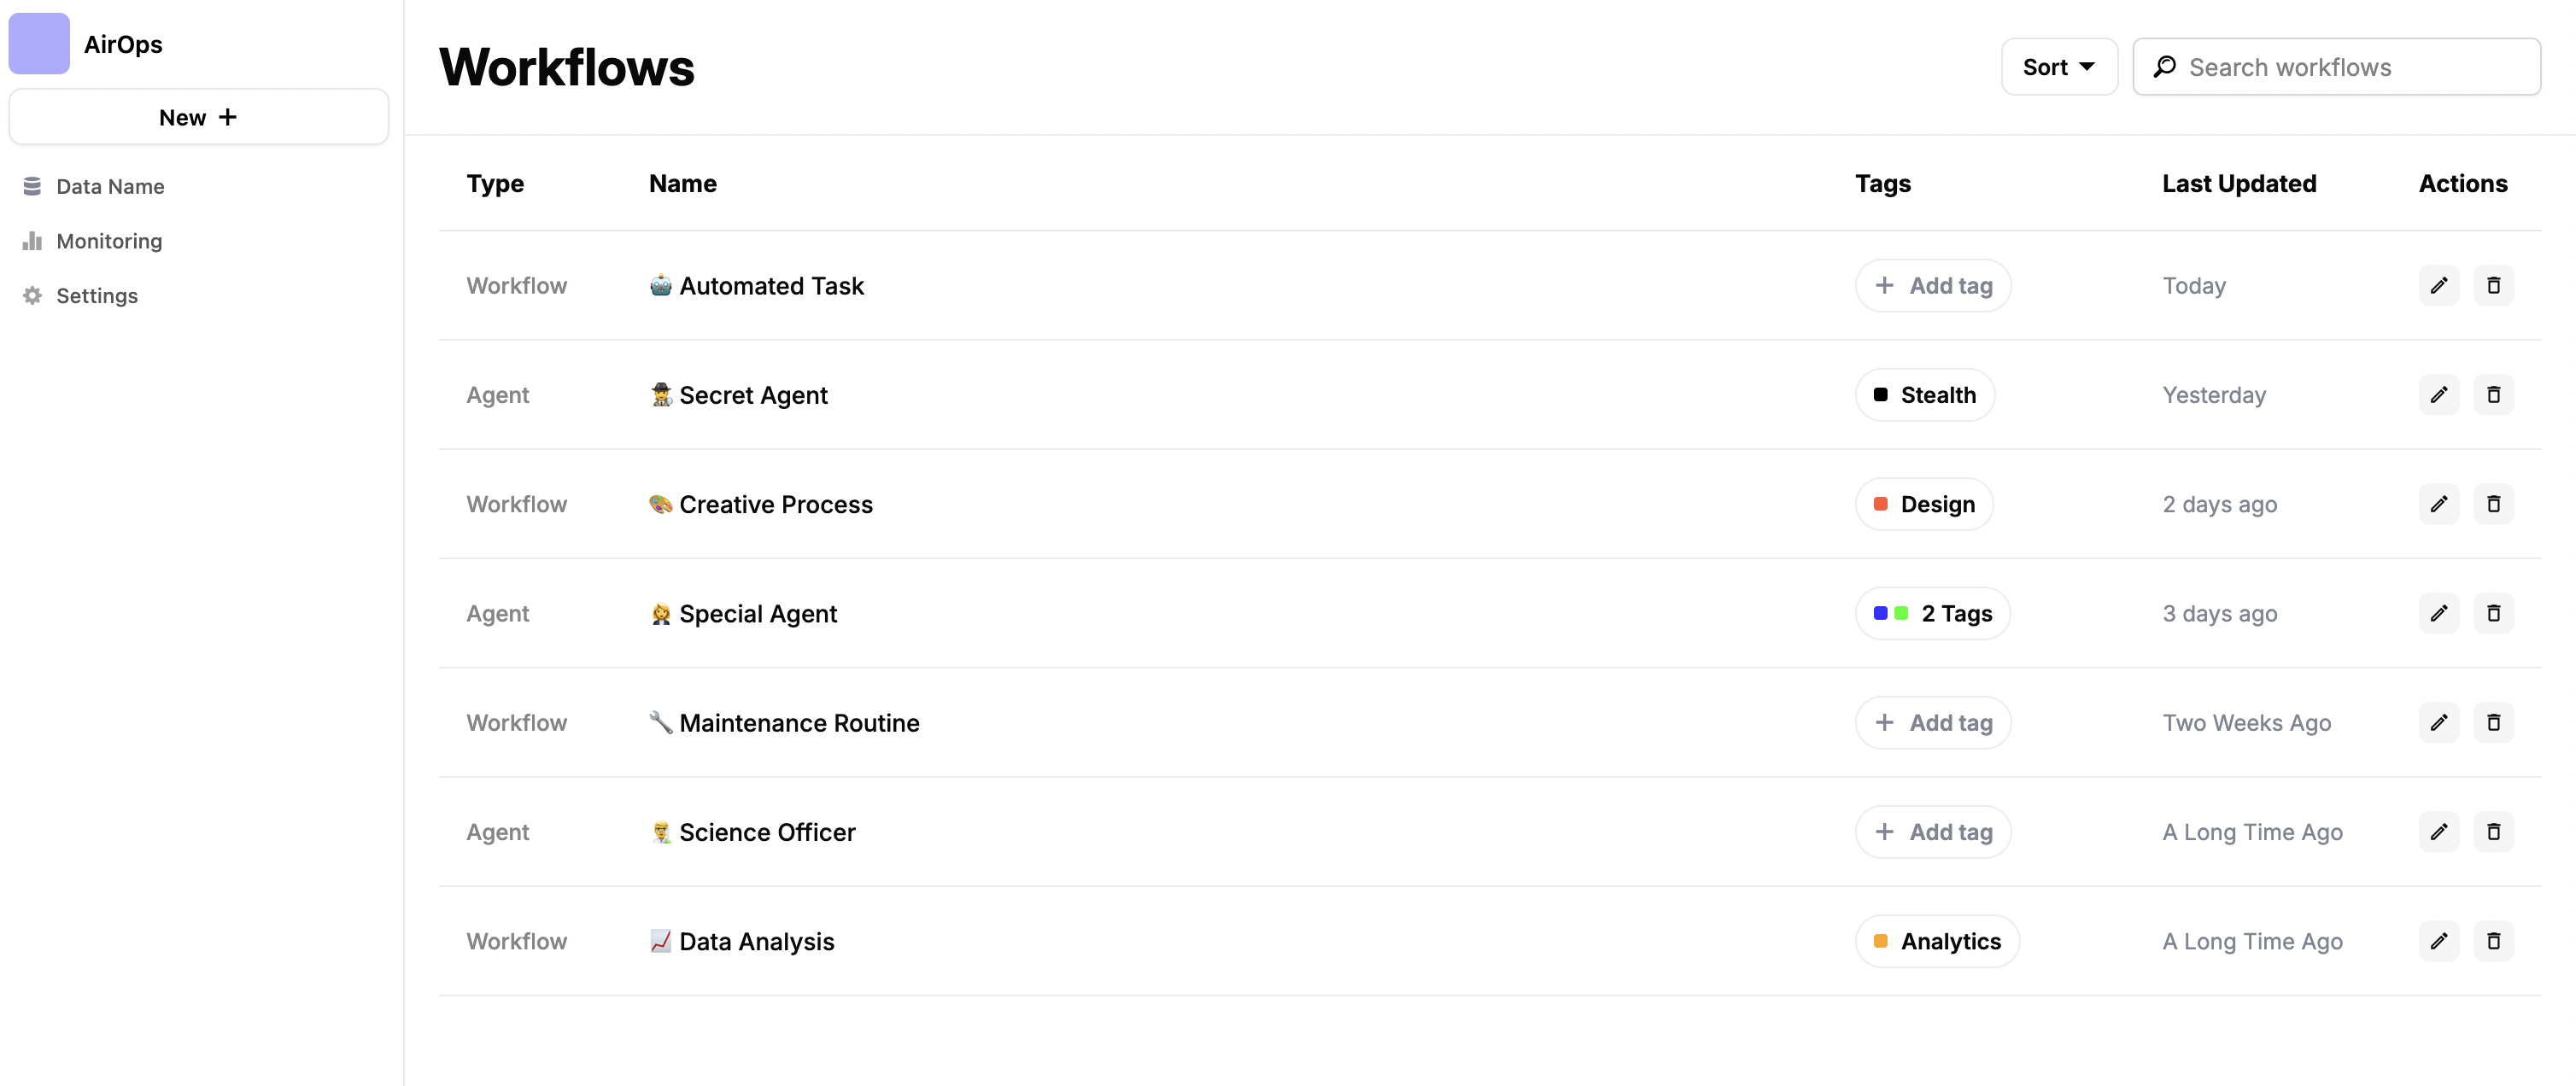 AirOps
New +
Data Name
Monitoring
Settings
Workflows
Sort
Search workflows
Type Name Tags Last Updated Actions
Workflow 🤖 Automated Task + Add tag Today
Agent 🕵️ Secret Agent Stealth Yesterday
Workflow 🎨 Creative Process Design 2 days ago
Agent 👩‍💼 Special Agent 2 Tags 3 days ago
Workflow 🔧 Maintenance Routine + Add tag Two Weeks Ago
Agent 👨‍🔬 Science Officer + Add tag A Long Time Ago
Workflow 📈 Data Analysis Analytics A Long Time Ago